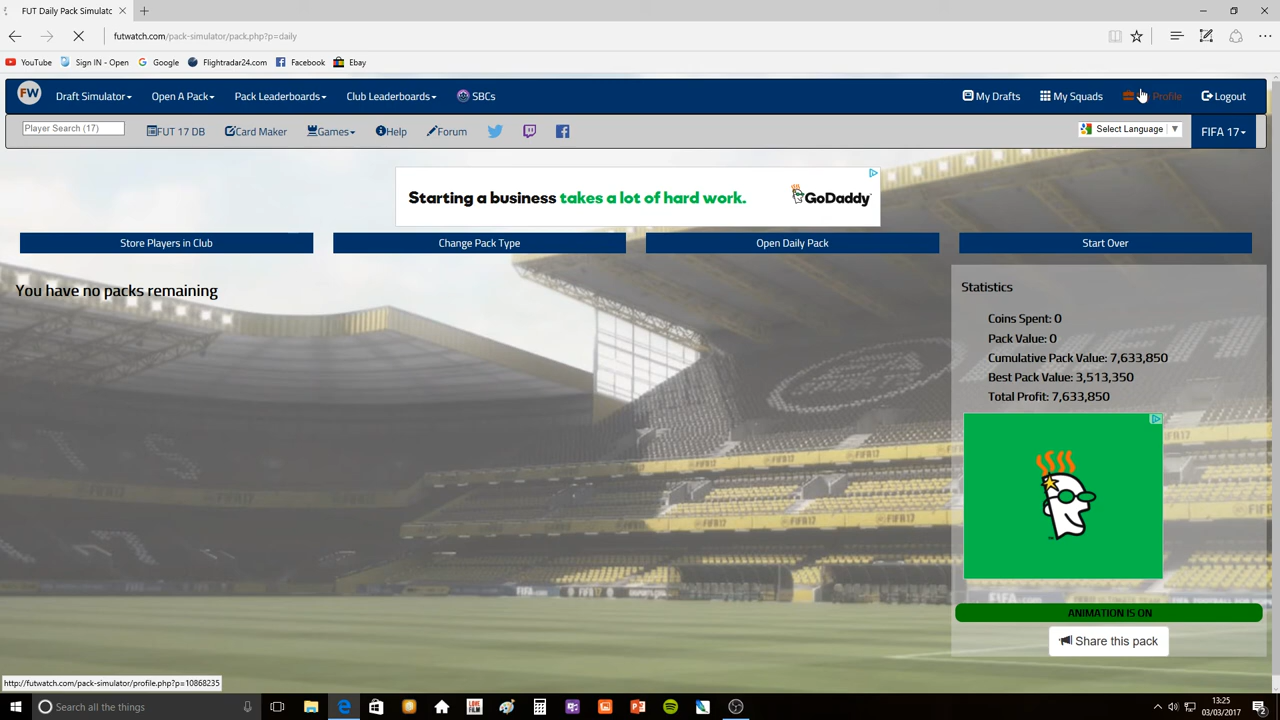 FUT Daily Pack Simulato
futwatch.com/pack-simulator/pack.php?p=daily
YouTube Sign IN - Open Google Flightradar24.com Facebook Ebay
FW Draft Simulator Open A Pack Pack Leaderboards Club Leaderboards SBCs My Drafts My Squads My Profile Logout
Player Search (17) FUT 17 DB Card Maker Games Help Forum Select Language FIFA 17
Starting a business takes a lot of hard work. GoDaddy
Store Players in Club Change Pack Type Open Daily Pack Start Over
You have no packs remaining
Statistics
Coins Spent: 0
Pack Value: 0
Cumulative Pack Value: 7,633,850
Best Pack Value: 3,513,350
Total Profit: 7,633,850
ANIMATION IS ON
Share this pack
http://futwatch.com/pack-simulator/profile.php?p=10868235
Search all the things
13:25
03/03/2017